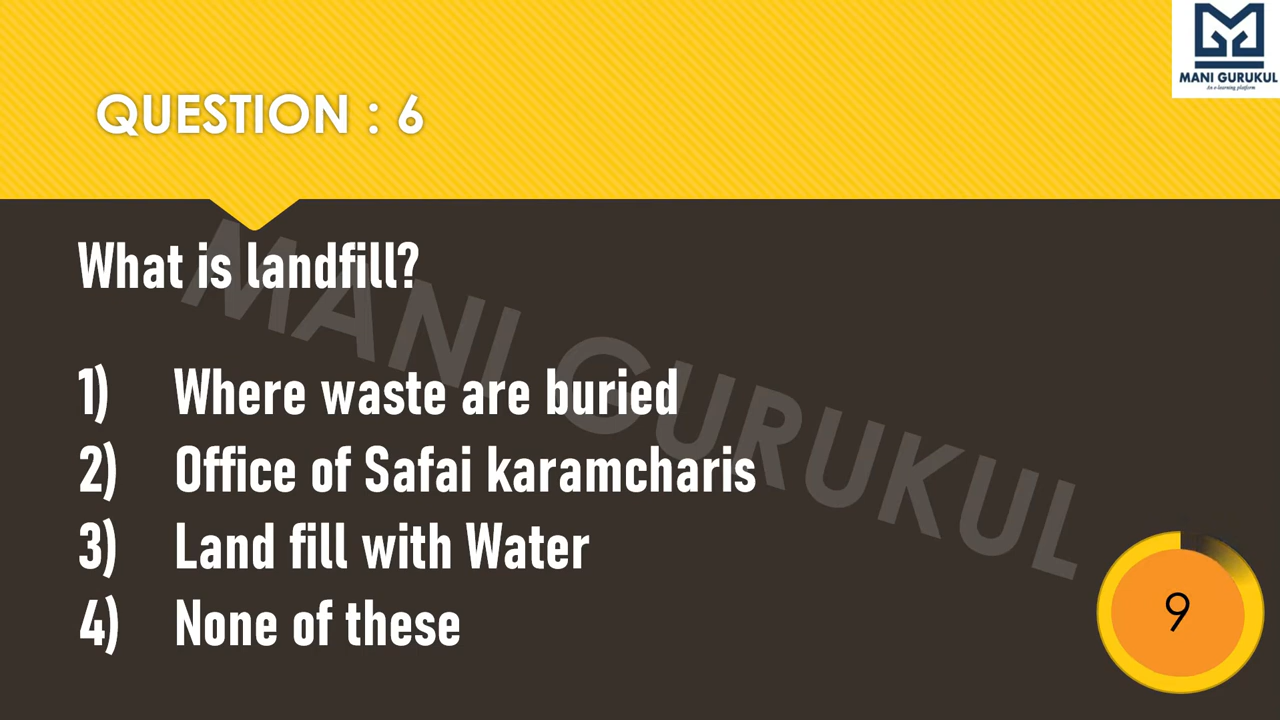 MANI GURUKUL
An e-learning platform
QUESTION : 6
What is landfill?
1) Where waste are buried
2) Office of Safai karamcharis
3) Land fill with Water
4) None of these
MANI GURUKUL
9